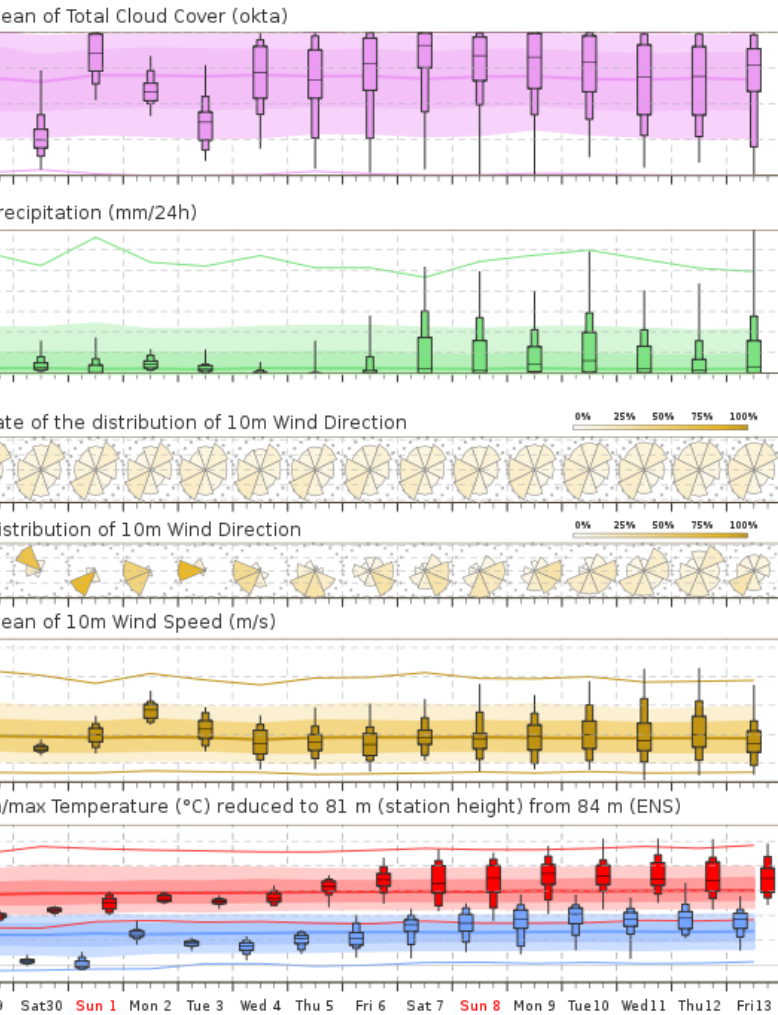 ean of Total Cloud Cover (okta)
recipitation (mm/24h)
ate of the distribution of 10m Wind Direction
0% 25% 50% 75% 100%
istribution of 10m Wind Direction
0% 25% 50% 75% 100%
ean of 10m Wind Speed (m/s)
n/max Temperature (°C) reduced to 81 m (station height) from 84 m (ENS)
9 Sat30 Sun 1 Mon 2 Tue 3 Wed 4 Thu 5 Fri 6 Sat 7 Sun 8 Mon 9 Tue10 Wed11 Thu12 Fri13